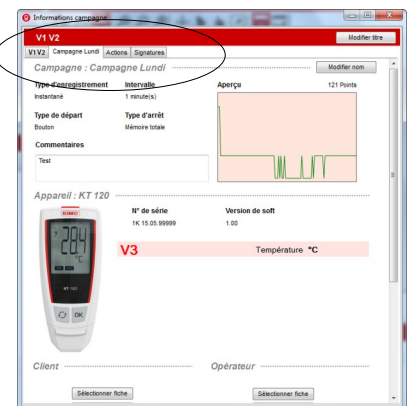 Informations campagne
V1 V2
Modifier titre
V1 V2 Campagne Lundi Actions Signatures
Campagne : Campagne Lundi
Modifier nom
Type d'enregistrement Intervalle Aperçu 121 Points
Instantané 1 minute(s)
Type de départ Type d'arrêt
Bouton Mémoire totale
Commentaires
Test
Appareil : KT 120
N° de série Version de soft
1K 15.05.99999 1.00
KIMO
28.4
°C
V3 Température °C
KT 120
OK
Client Opérateur
Sélectionner fiche Sélectionner fiche